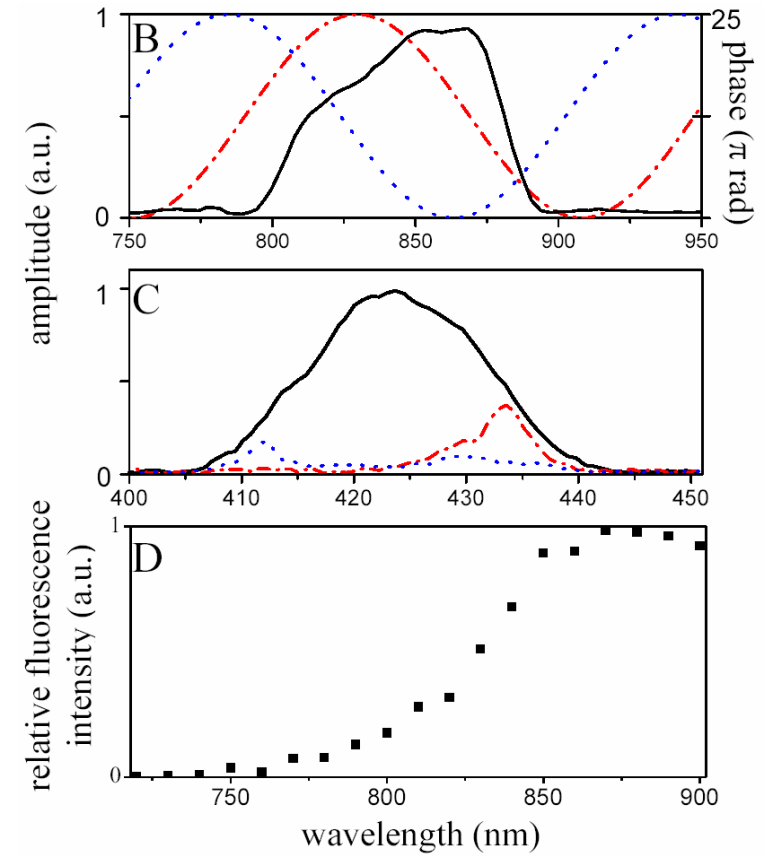 B
1
0
25
0
750 800 850 900 950
phase (π rad)
amplitude (a.u.)
C
1
0
400 410 420 430 440 450
D
1
0
750 800 850 900
relative fluorescence
intensity (a.u.)
wavelength (nm)